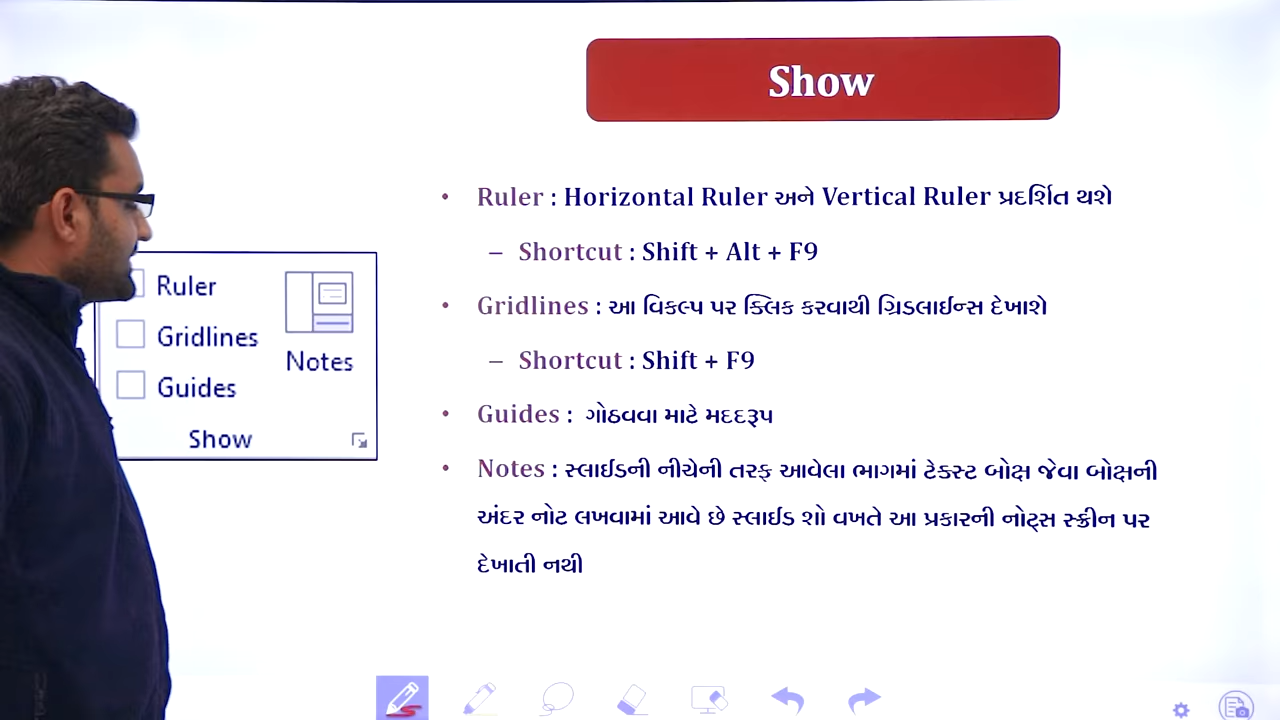 Show
• Ruler : Horizontal Ruler અને Vertical Ruler પ્રદર્શિત થશે
– Shortcut : Shift + Alt + F9
• Gridlines : આ વિકલ્પ પર ક્લિક કરવાથી ગ્રિડલાઈન્સ દેખાશે
– Shortcut : Shift + F9
• Guides : ગોઠવવા માટે મદદરૂપ
• Notes : સ્લાઈડની નીચેની તરફ આવેલા ભાગમાં ટેક્સ્ટ બોક્ષ જેવા બોક્ષની
અંદર નોટ લખવામાં આવે છે સ્લાઈડ શો વખતે આ પ્રકારની નોટ્સ સ્ક્રીન પર
દેખાતી નથી
Ruler
Gridlines
Guides
Notes
Show